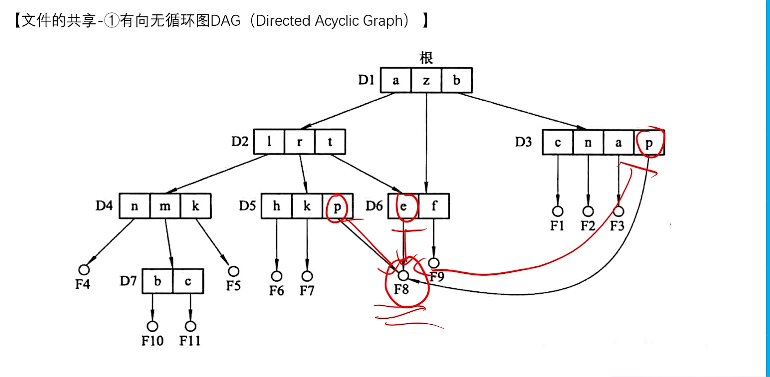 【文件的共享-①有向无循环图DAG（Directed Acyclic Graph）】
根
D1 a z b
D2 l r t
D3 c n a p
D4 n m k
D5 h k p
D6 e f
F1 F2 F3
F4
D7 b c
F5
F6 F7
F8
F9
F10 F11